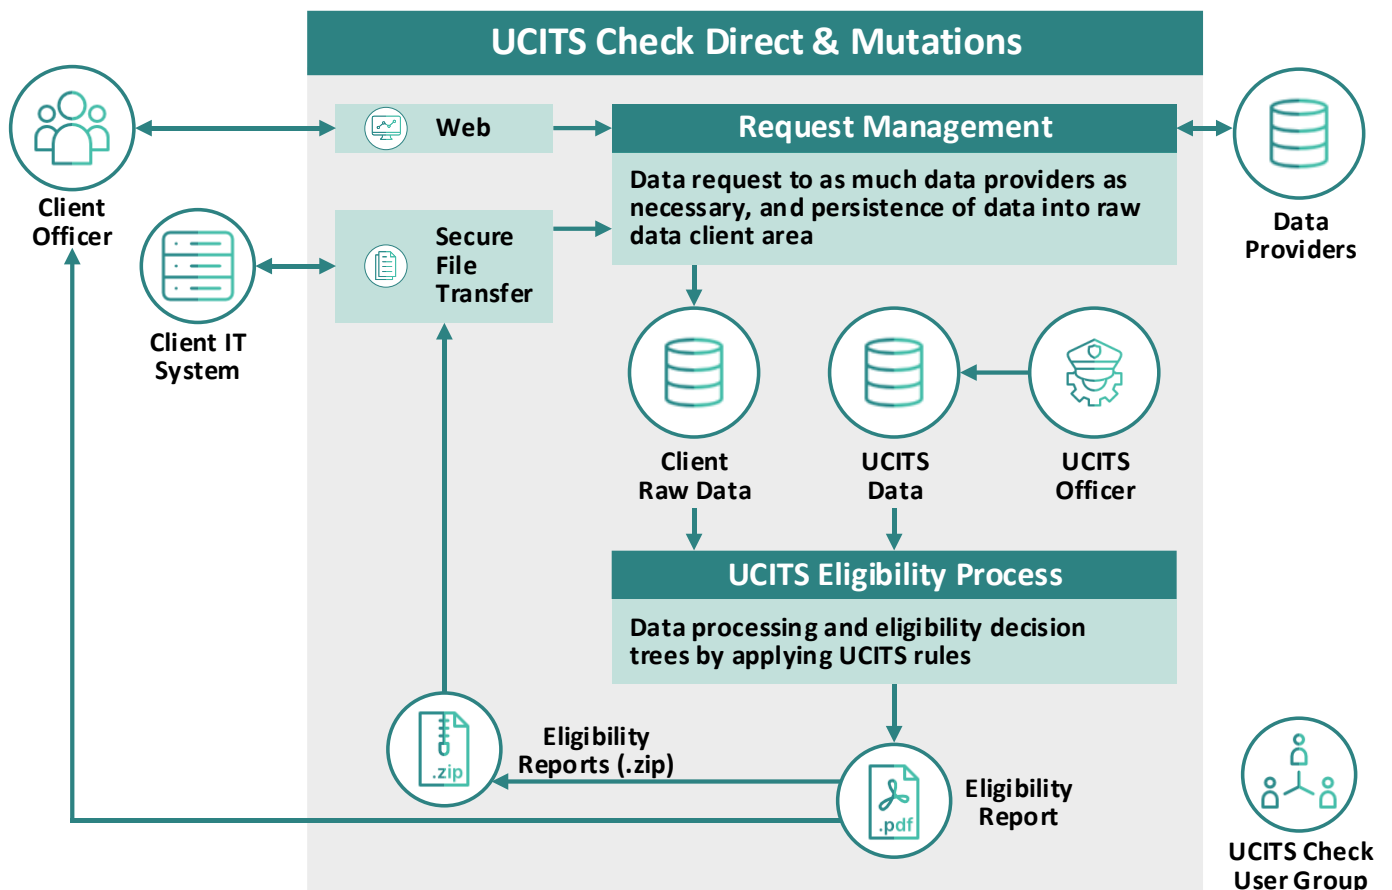 UCITS Check Direct & Mutations
Client
Officer
Web
Request Management
Data request to as much data providers as
necessary, and persistence of data into raw
data client area
Data
Providers
Secure
File
Transfer
Client IT
System
Client
Raw Data
UCITS
Data
UCITS
Officer
UCITS Eligibility Process
Data processing and eligibility decision
trees by applying UCITS rules
.zip
Eligibility
Reports (.zip)
.pdf
Eligibility
Report
UCITS Check
User Group